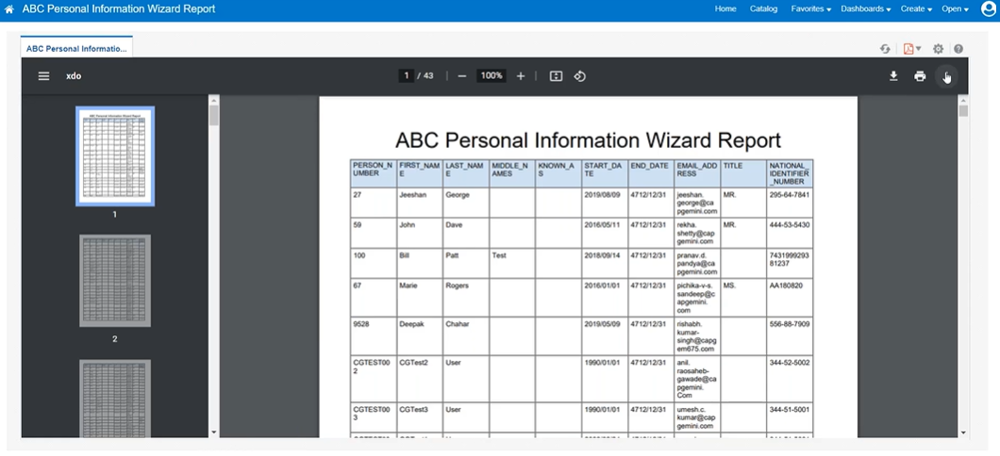 ABC Personal Information Wizard Report
Home Catalog Favorites Dashboards Create Open
ABC Personal Informatio...
xdo
1 / 43 100%
1
2
ABC Personal Information Wizard Report
PERSON_NUMBER FIRST_NAME LAST_NAME MIDDLE_NAMES KNOWN_AS START_DATE END_DATE EMAIL_ADDRESS TITLE NATIONAL_IDENTIFIER_NUMBER
27 Jeeshan George 2019/08/09 4712/12/31 jeeshan.george@capgemini.com MR. 295-64-7841
59 John Dave 2016/05/11 4712/12/31 rekha.shetty@capgemini.com MR. 444-53-5430
100 Bill Patt Test 2018/09/14 4712/12/31 pranav.d.pandya@capgemini.com 743199929381237
67 Marie Rogers 2016/01/01 4712/12/31 pichika-v-s.sandeep@capgemini.com MS. AA180820
9528 Deepak Chahar 2019/05/09 4712/12/31 rishabh.kumar-singh@capgem675.com 556-88-7909
CGTEST002 CGTest2 User 1990/01/01 4712/12/31 anil.raosaheb-gawade@capgemini.Com 344-52-5002
CGTEST003 CGTest3 User 1990/01/01 4712/12/31 umesh.c.kumar@capgemini.com 344-51-5001